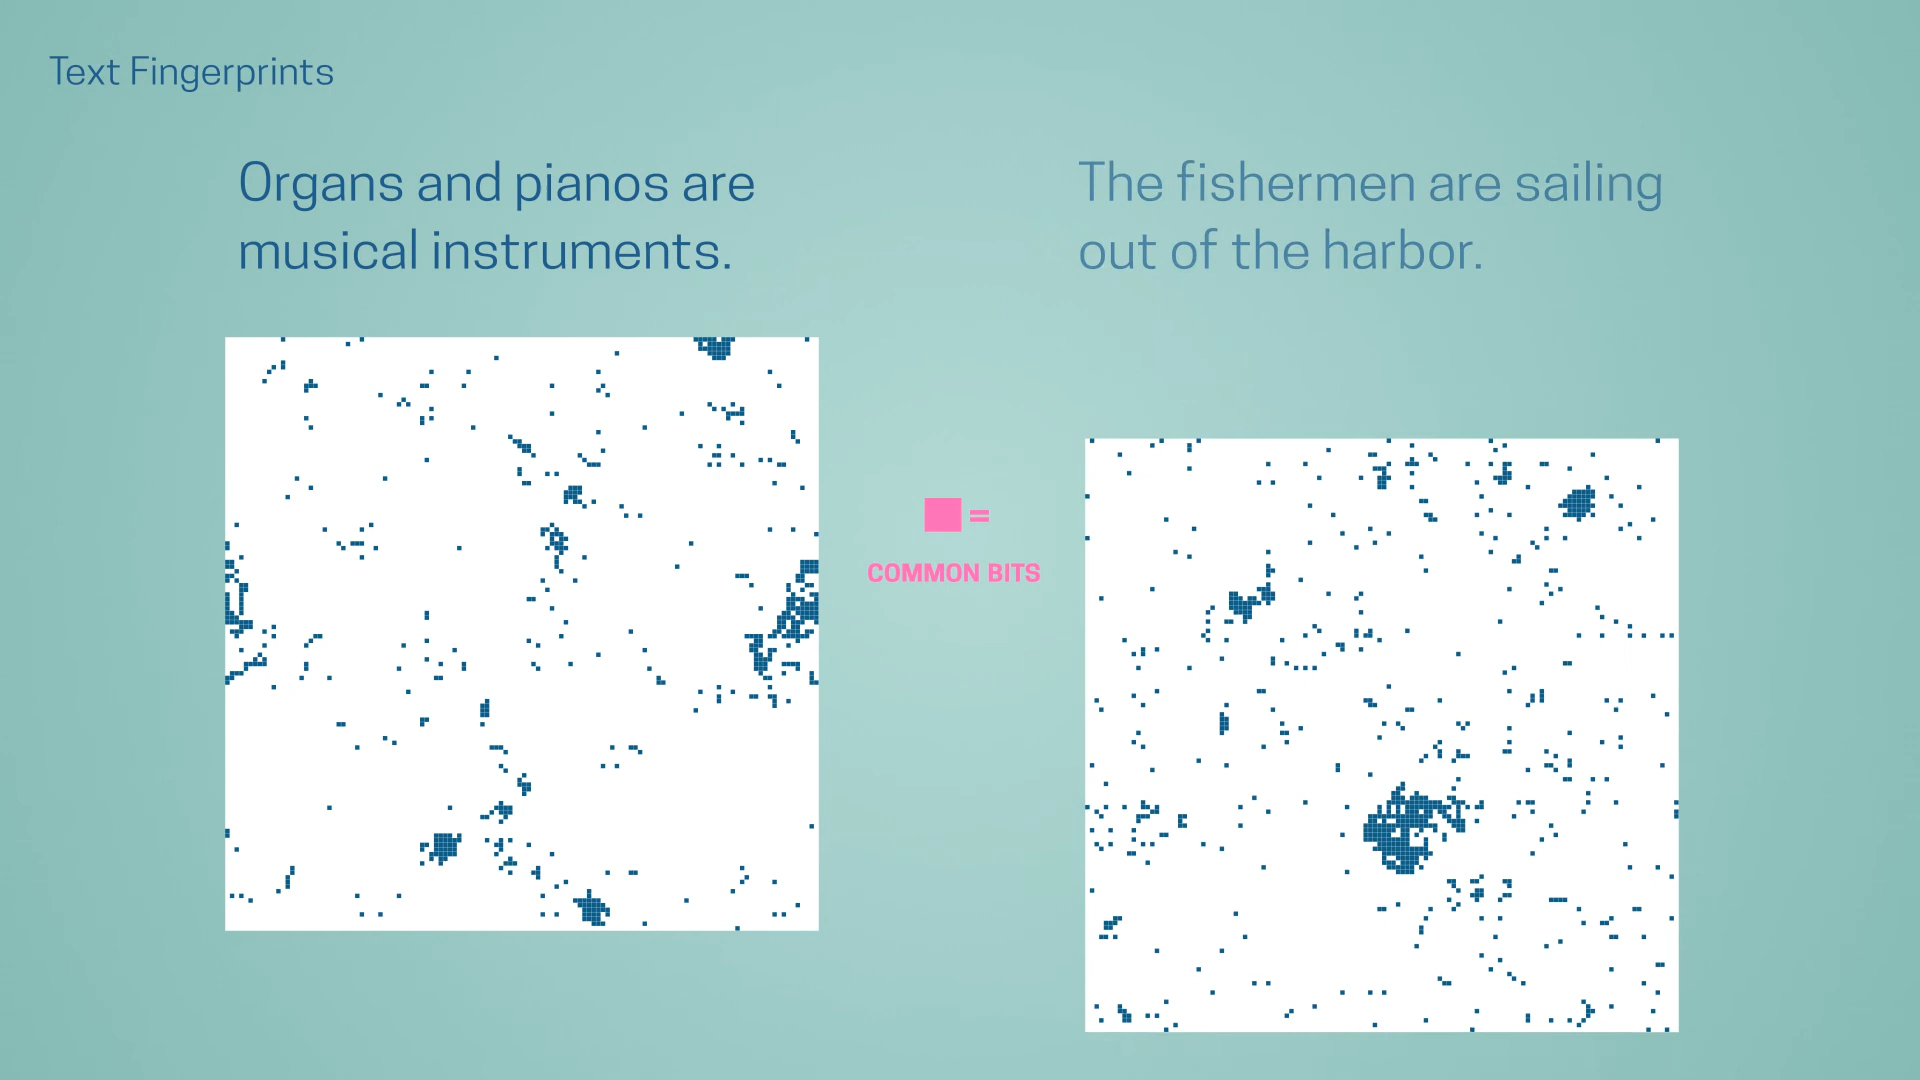 Text Fingerprints
Organs and pianos are
musical instruments.
The fishermen are sailing
out of the harbor.
=
COMMON BITS